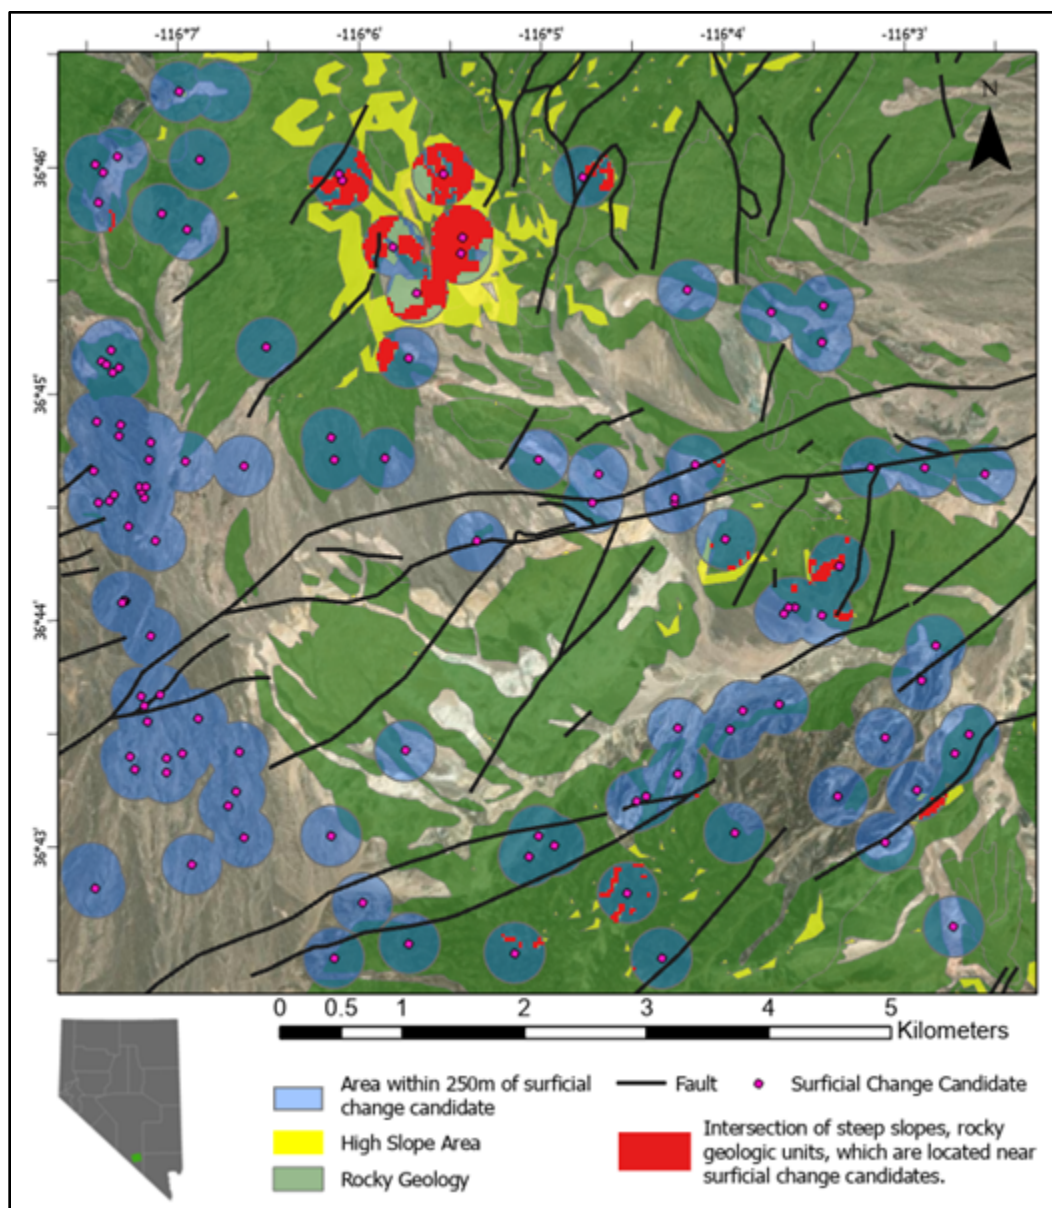 -116°7' -116°6' -116°5' -116°4' -116°3'
N
36°46'
36°45'
36°44'
36°43'
0 0.5 1 2 3 4 5
Kilometers
Area within 250m of surficial
change candidate
High Slope Area
Rocky Geology
Fault
Surficial Change Candidate
Intersection of steep slopes, rocky
geologic units, which are located near
surficial change candidates.